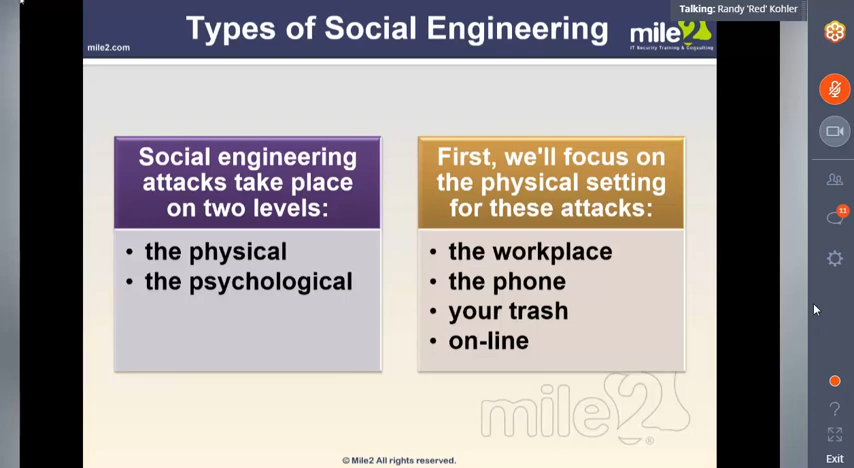 Talking: Randy 'Red' Kohler
Types of Social Engineering
mile2
IT Security Training & Consulting
mile2.com
Social engineering
attacks take place
on two levels:
• the physical
• the psychological
First, we'll focus on
the physical setting
for these attacks:
• the workplace
• the phone
• your trash
• on-line
mile2®
© Mile2 All rights reserved.
11
?
Exit